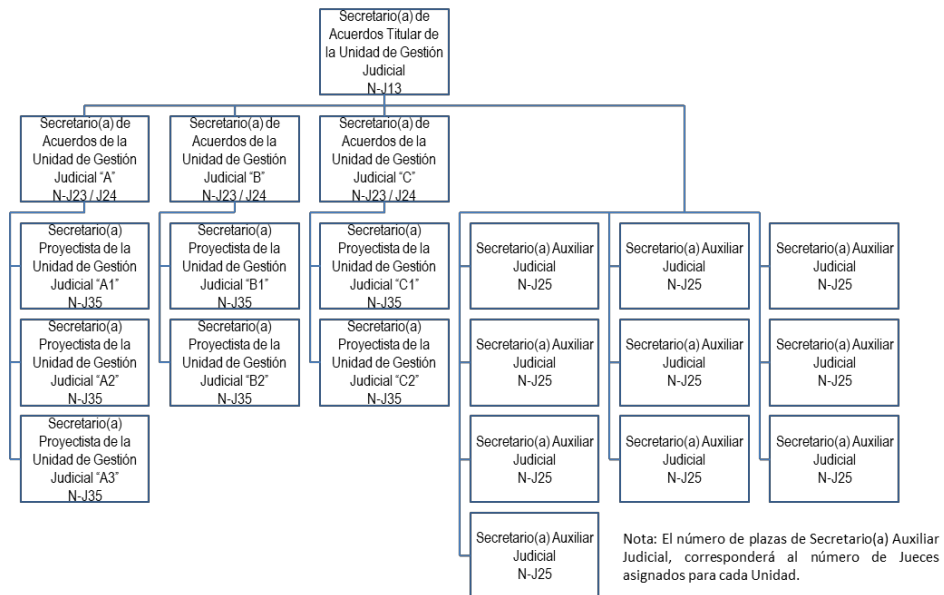 Secretario(a) de
Acuerdos Titular de
la Unidad de Gestión
Judicial
N-J13
Secretario(a) de
Acuerdos de la
Unidad de Gestión
Judicial “A”
N-J23 / J24
Secretario(a) de
Acuerdos de la
Unidad de Gestión
Judicial “B”
N-J23 / J24
Secretario(a) de
Acuerdos de la
Unidad de Gestión
Judicial “C”
N-J23 / J24
Secretario(a)
Proyectista de la
Unidad de Gestión
Judicial “A1”
N-J35
Secretario(a)
Proyectista de la
Unidad de Gestión
Judicial “B1”
N-J35
Secretario(a)
Proyectista de la
Unidad de Gestión
Judicial “C1”
N-J35
Secretario(a) Auxiliar
Judicial
N-J25
Secretario(a) Auxiliar
Judicial
N-J25
Secretario(a) Auxiliar
Judicial
N-J25
Secretario(a)
Proyectista de la
Unidad de Gestión
Judicial “A2”
N-J35
Secretario(a)
Proyectista de la
Unidad de Gestión
Judicial “B2”
N-J35
Secretario(a)
Proyectista de la
Unidad de Gestión
Judicial “C2”
N-J35
Secretario(a) Auxiliar
Judicial
N-J25
Secretario(a) Auxiliar
Judicial
N-J25
Secretario(a) Auxiliar
Judicial
N-J25
Secretario(a)
Proyectista de la
Unidad de Gestión
Judicial “A3”
N-J35
Secretario(a) Auxiliar
Judicial
N-J25
Secretario(a) Auxiliar
Judicial
N-J25
Secretario(a) Auxiliar
Judicial
N-J25
Secretario(a) Auxiliar
Judicial
N-J25
Nota: El número de plazas de Secretario(a) Auxiliar
Judicial, corresponderá al número de Jueces
asignados para cada Unidad.